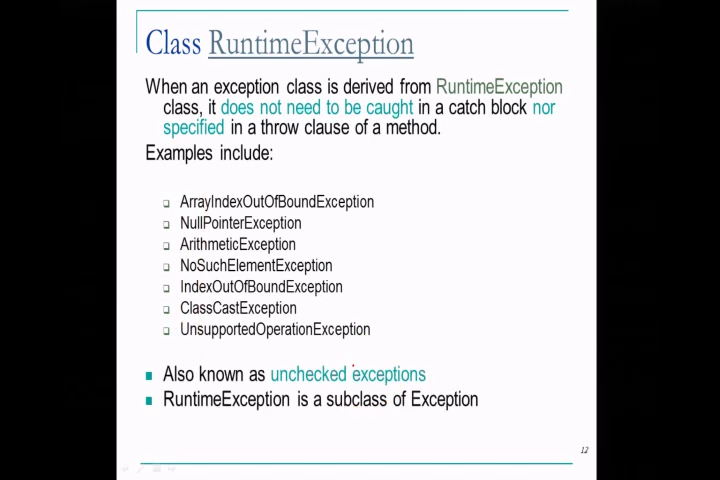 Class RuntimeException
When an exception class is derived from RuntimeException
class, it does not need to be caught in a catch block nor
specified in a throw clause of a method.
Examples include:
ArrayIndexOutOfBoundException
NullPointerException
ArithmeticException
NoSuchElementException
IndexOutOfBoundException
ClassCastException
UnsupportedOperationException
Also known as unchecked exceptions
RuntimeException is a subclass of Exception
12